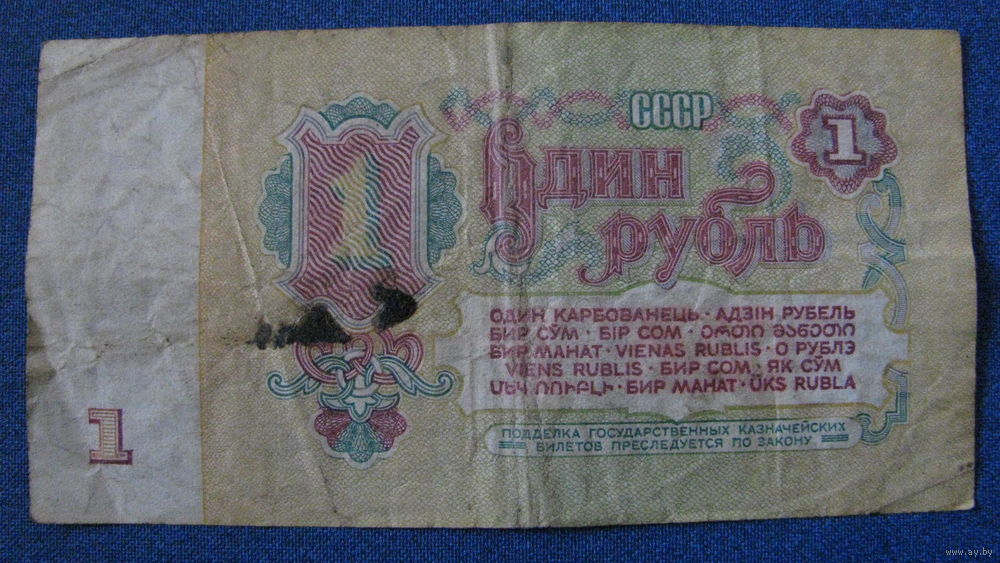 СССР
1
1
Один
рубль
ОДИН КАРБОВАНЕЦЬ · АДЗІН РУБЕЛЬ
БИР СЎМ · БІР СОМ · ერთი მანეთი
БИР МАНАТ · VIENAS RUBLIS · О РУБЛЭ
VIENS RUBLIS · БИР СОМ · ЯК СЎМ
ՄԵԿ ՌՈՒԲԼԻ · БИР МАНАТ · ÜKS RUBLA
ПОДДЕЛКА ГОСУДАРСТВЕННЫХ КАЗНАЧЕЙСКИХ
БИЛЕТОВ ПРЕСЛЕДУЕТСЯ ПО ЗАКОНУ
1
www.ay.by